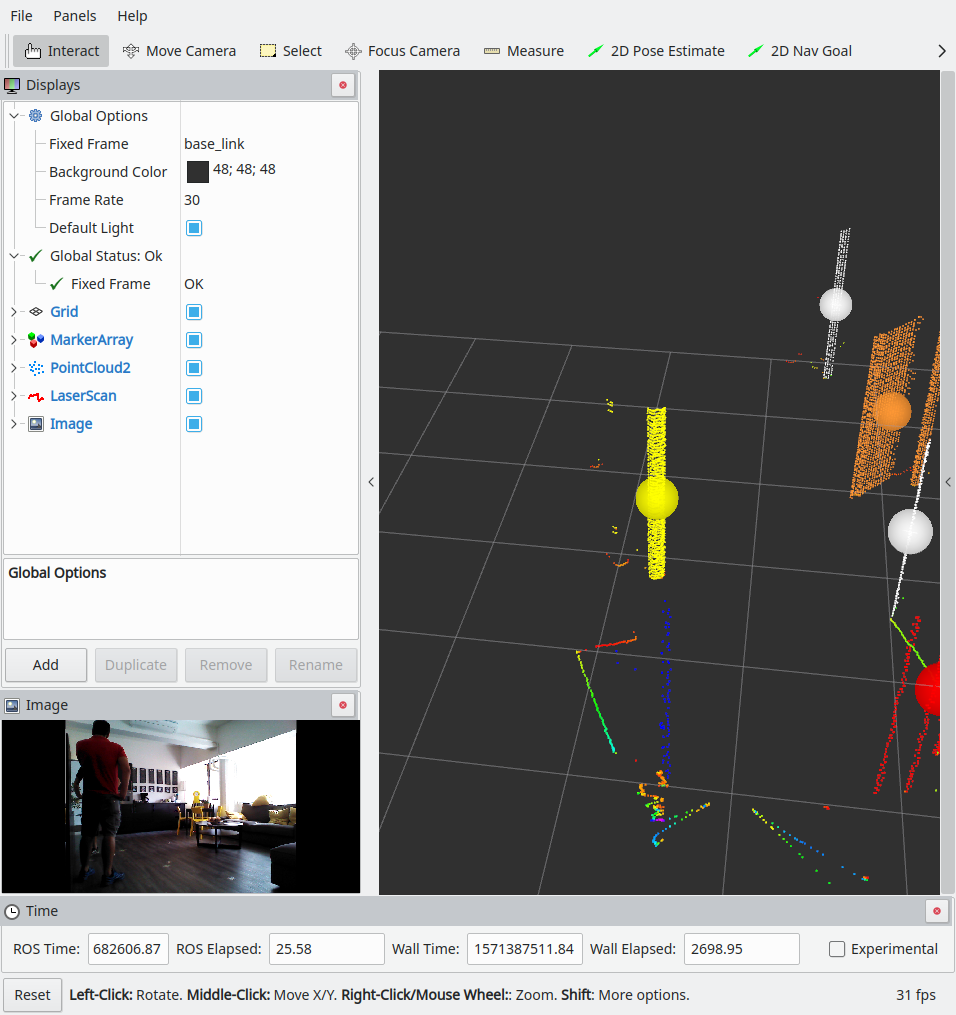 File Panels Help
Interact Move Camera Select Focus Camera Measure 2D Pose Estimate 2D Nav Goal
Displays
Global Options
Fixed Frame base_link
Background Color 48; 48; 48
Frame Rate 30
Default Light
Global Status: Ok
Fixed Frame OK
Grid
MarkerArray
PointCloud2
LaserScan
Image
Global Options
Add Duplicate Remove Rename
Image
Time
ROS Time: 682606.87 ROS Elapsed: 25.58 Wall Time: 1571387511.84 Wall Elapsed: 2698.95 Experimental
Reset Left-Click: Rotate. Middle-Click: Move X/Y. Right-Click/Mouse Wheel:: Zoom. Shift: More options. 31 fps